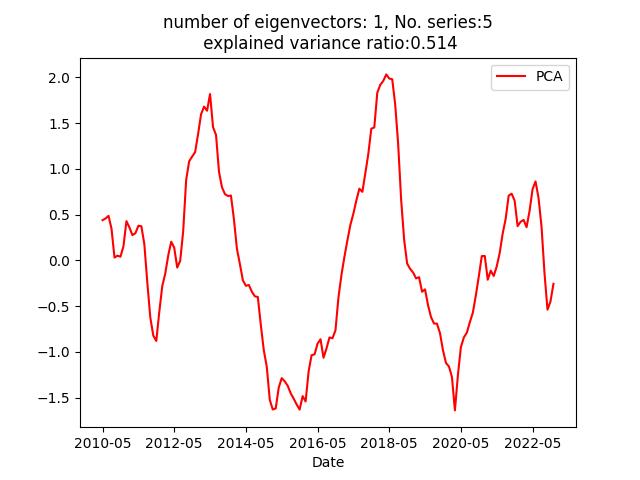 number of eigenvectors: 1, No. series:5
explained variance ratio:0.514
PCA
2.0
1.5
1.0
0.5
0.0
−0.5
−1.0
−1.5
2010-05 2012-05 2014-05 2016-05 2018-05 2020-05 2022-05
Date